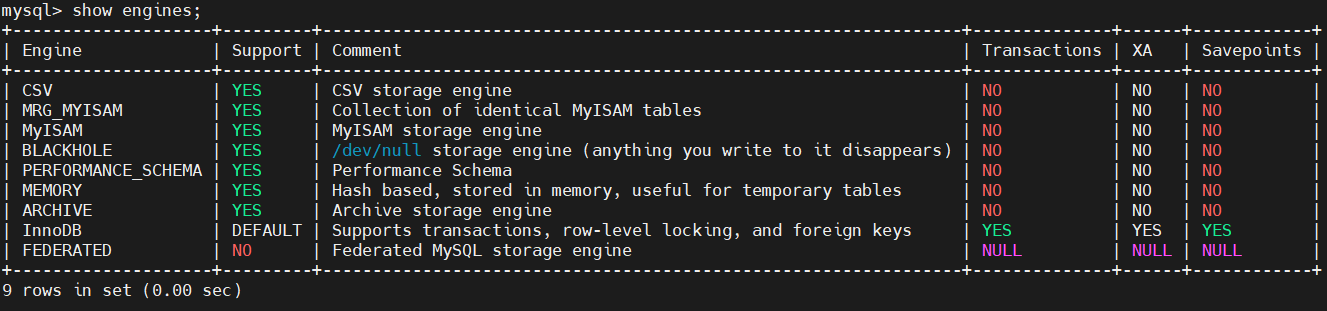 mysql> show engines;
+--------------------+---------+----------------------------------------------------------------+--------------+------+------------+
| Engine             | Support | Comment                                                        | Transactions | XA   | Savepoints |
+--------------------+---------+----------------------------------------------------------------+--------------+------+------------+
| CSV                | YES     | CSV storage engine                                             | NO           | NO   | NO         |
| MRG_MYISAM         | YES     | Collection of identical MyISAM tables                          | NO           | NO   | NO         |
| MyISAM             | YES     | MyISAM storage engine                                          | NO           | NO   | NO         |
| BLACKHOLE          | YES     | /dev/null storage engine (anything you write to it disappears) | NO           | NO   | NO         |
| PERFORMANCE_SCHEMA | YES     | Performance Schema                                             | NO           | NO   | NO         |
| MEMORY             | YES     | Hash based, stored in memory, useful for temporary tables      | NO           | NO   | NO         |
| ARCHIVE            | YES     | Archive storage engine                                         | NO           | NO   | NO         |
| InnoDB             | DEFAULT | Supports transactions, row-level locking, and foreign keys     | YES          | YES  | YES        |
| FEDERATED          | NO      | Federated MySQL storage engine                                 | NULL         | NULL | NULL       |
+--------------------+---------+----------------------------------------------------------------+--------------+------+------------+
9 rows in set (0.00 sec)